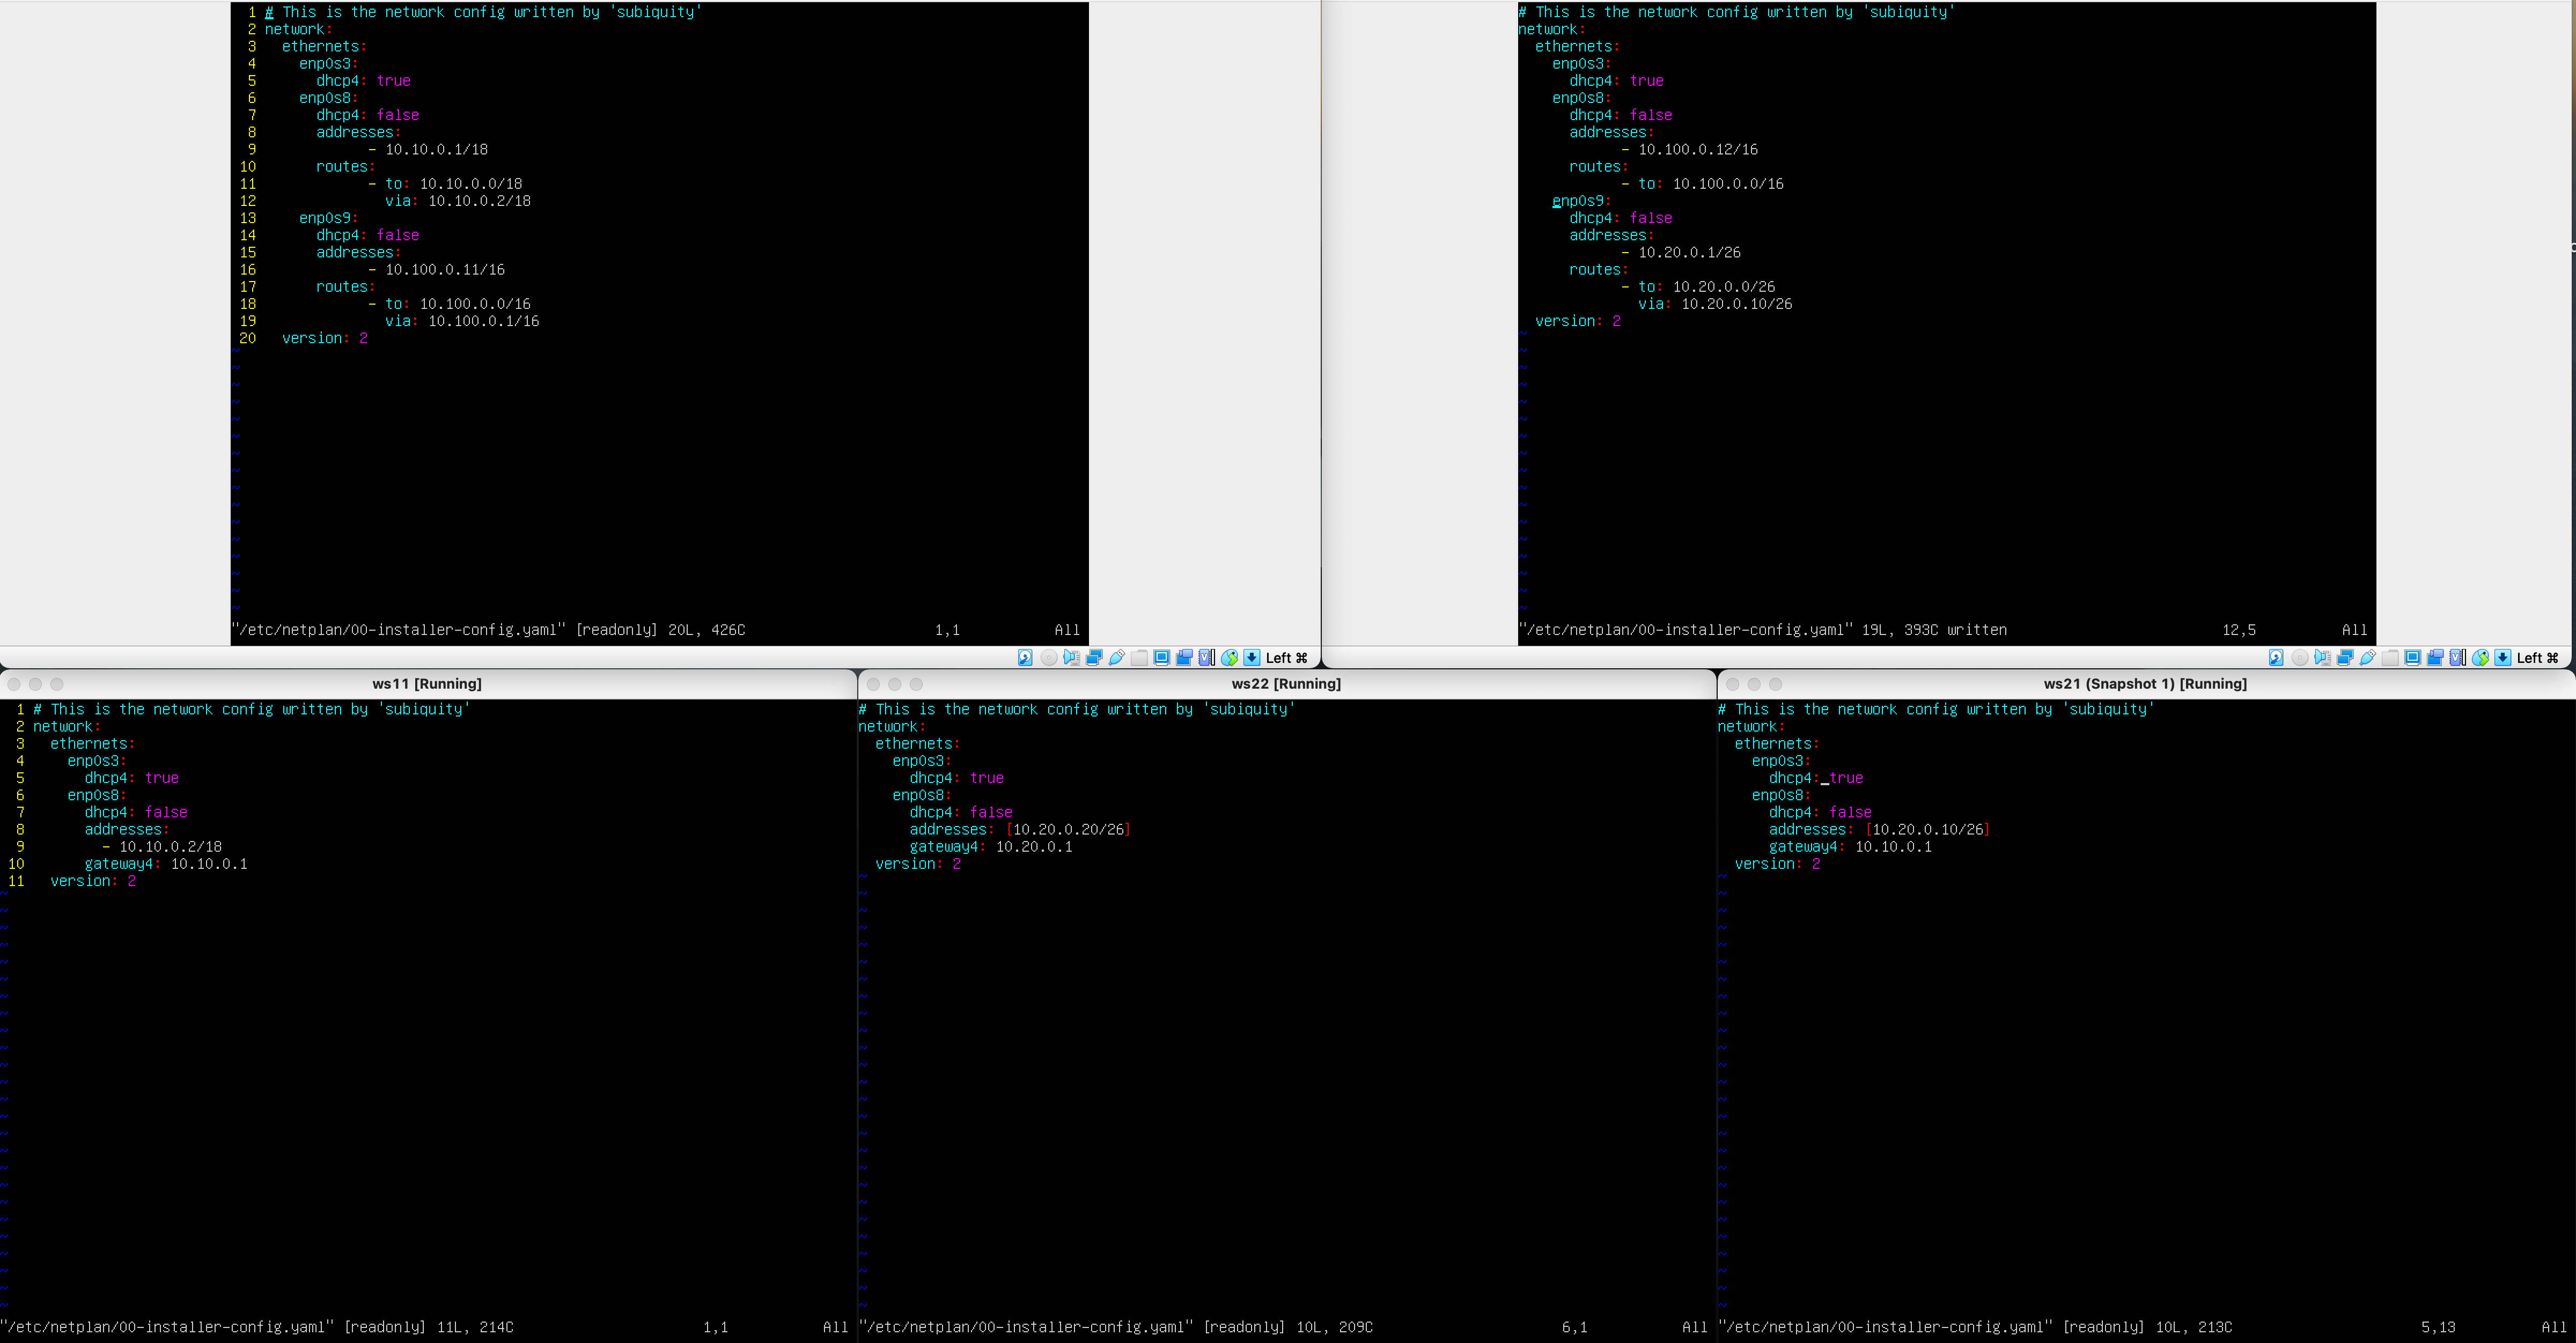 1 # This is the network config written by 'subiquity'
2 network:
3   ethernets:
4     enp0s3:
5       dhcp4: true
6     enp0s8:
7       dhcp4: false
8       addresses:
9             - 10.10.0.1/18
10       routes:
11             - to: 10.10.0.0/18
12               via: 10.10.0.2/18
13     enp0s9:
14       dhcp4: false
15       addresses:
16             - 10.100.0.11/16
17       routes:
18             - to: 10.100.0.0/16
19               via: 10.100.0.1/16
20   version: 2
"/etc/netplan/00-installer-config.yaml" [readonly] 20L, 426C 1,1 All
Left ⌘
# This is the network config written by 'subiquity'
network:
  ethernets:
    enp0s3:
      dhcp4: true
    enp0s8:
      dhcp4: false
      addresses:
            - 10.100.0.12/16
      routes:
            - to: 10.100.0.0/16
    enp0s9:
      dhcp4: false
      addresses:
            - 10.20.0.1/26
      routes:
            - to: 10.20.0.0/26
              via: 10.20.0.10/26
  version: 2
"/etc/netplan/00-installer-config.yaml" 19L, 393C written 12,5 All
Left ⌘
ws11 [Running]
1 # This is the network config written by 'subiquity'
2 network:
3   ethernets:
4     enp0s3:
5       dhcp4: true
6     enp0s8:
7       dhcp4: false
8       addresses:
9         - 10.10.0.2/18
10       gateway4: 10.10.0.1
11   version: 2
"/etc/netplan/00-installer-config.yaml" [readonly] 11L, 214C 1,1 All
ws22 [Running]
# This is the network config written by 'subiquity'
network:
  ethernets:
    enp0s3:
      dhcp4: true
    enp0s8:
      dhcp4: false
      addresses: [10.20.0.20/26]
      gateway4: 10.20.0.1
  version: 2
"/etc/netplan/00-installer-config.yaml" [readonly] 10L, 209C 6,1 All
ws21 (Snapshot 1) [Running]
# This is the network config written by 'subiquity'
network:
  ethernets:
    enp0s3:
      dhcp4: true
    enp0s8:
      dhcp4: false
      addresses: [10.20.0.10/26]
      gateway4: 10.10.0.1
  version: 2
"/etc/netplan/00-installer-config.yaml" [readonly] 10L, 213C 5,13 All